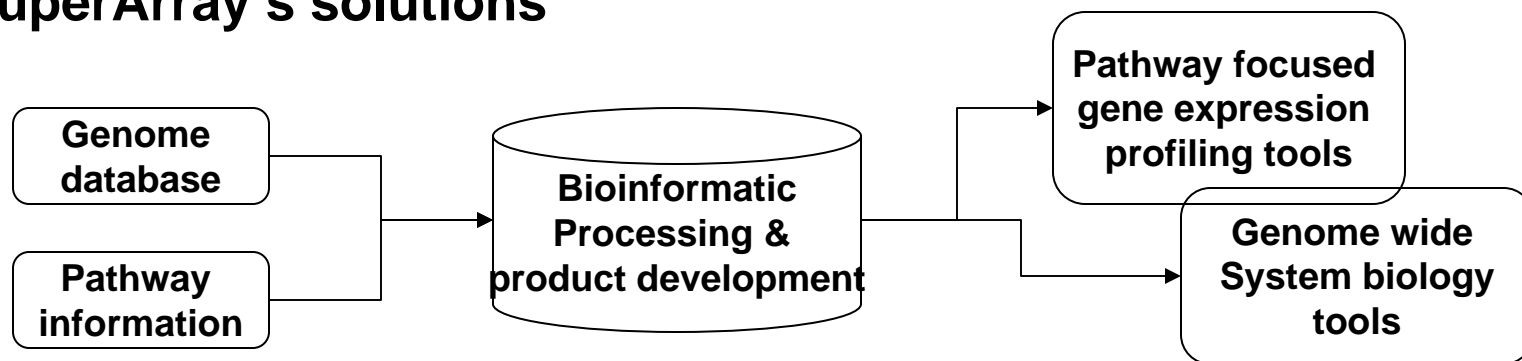 uperArray's solutions
Genome
database
Pathway
information
Bioinformatic
Processing &
product development
Pathway focused
gene expression
profiling tools
Genome wide
System biology
tools